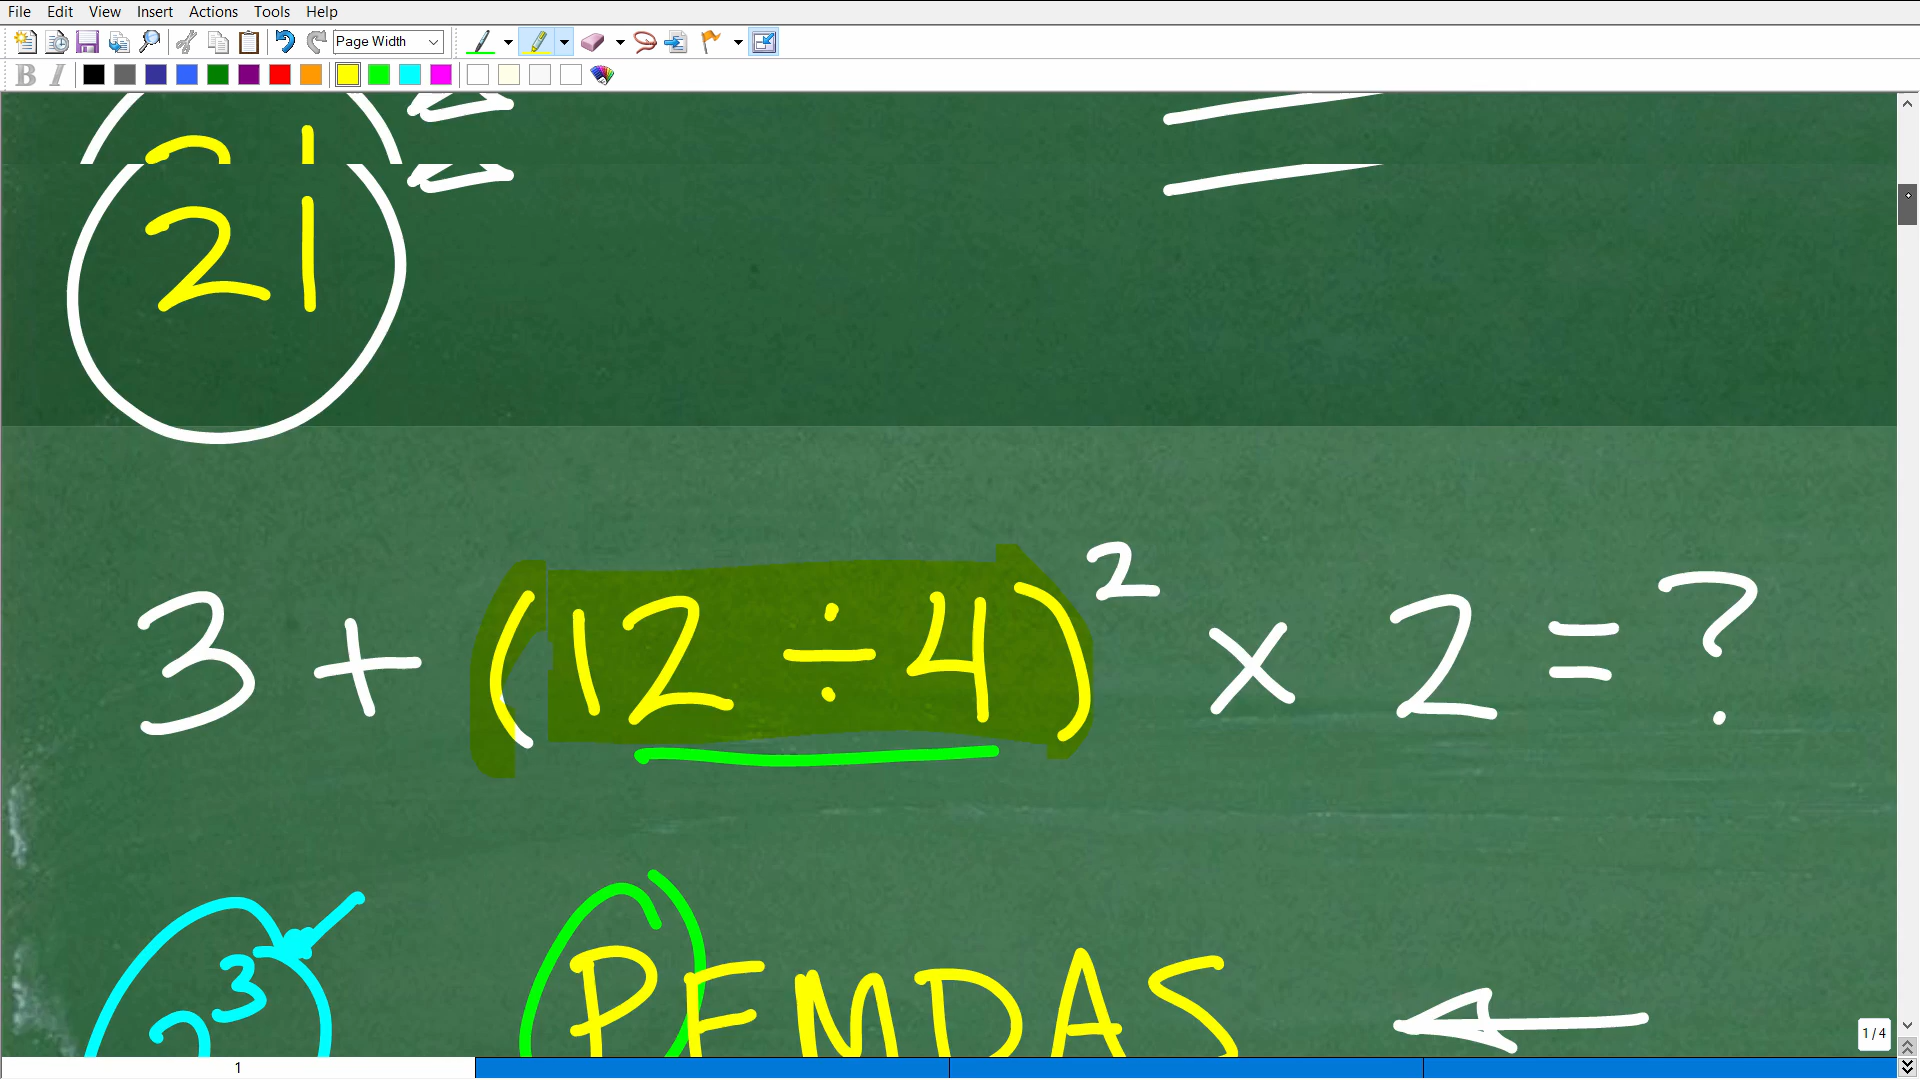 File Edit View Insert Actions Tools Help
Page Width
B I
21
3 + (12 ÷ 4)² × 2 = ?
2³
PEMDAS
1 / 4
1